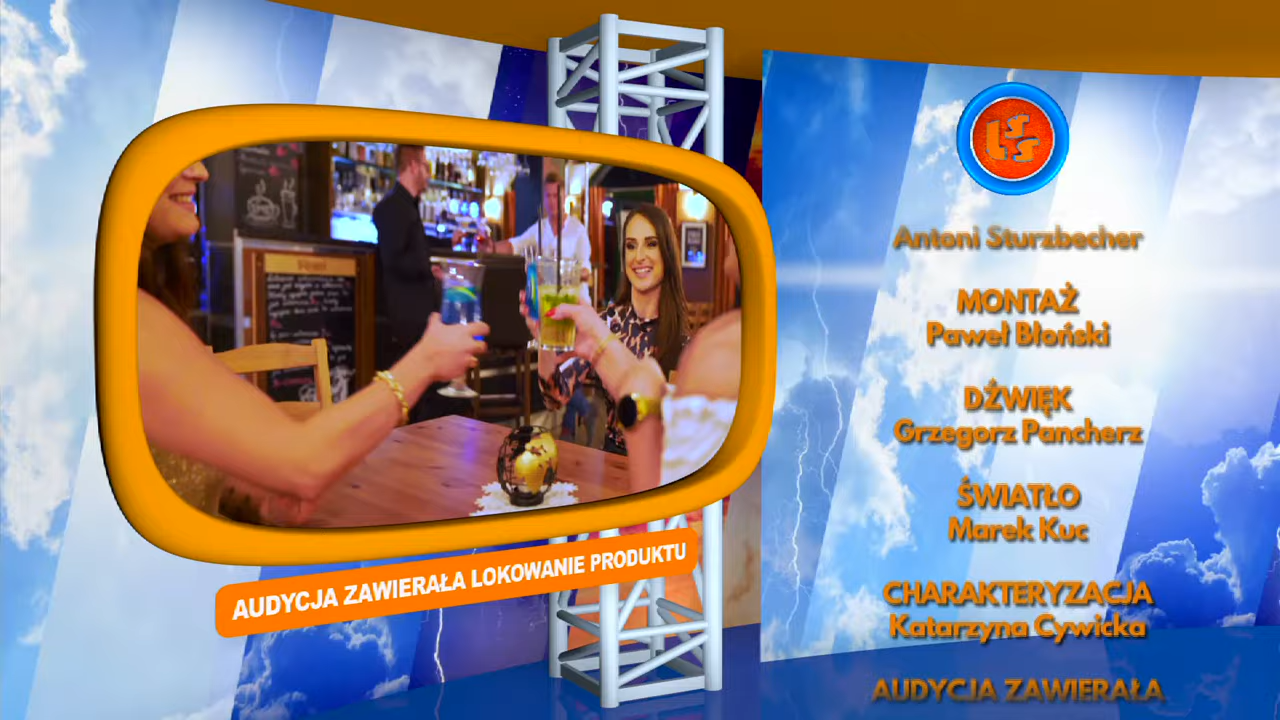 AUDYCJA ZAWIERAŁA LOKOWANIE PRODUKTU
LSSS
Antoni Sturzbecher
MONTAŻ
Paweł Błoński
DŹWIĘK
Grzegorz Pancherz
ŚWIATŁO
Marek Kuc
CHARAKTERYZACJA
Katarzyna Cywicka
AUDYCJA ZAWIERAŁA